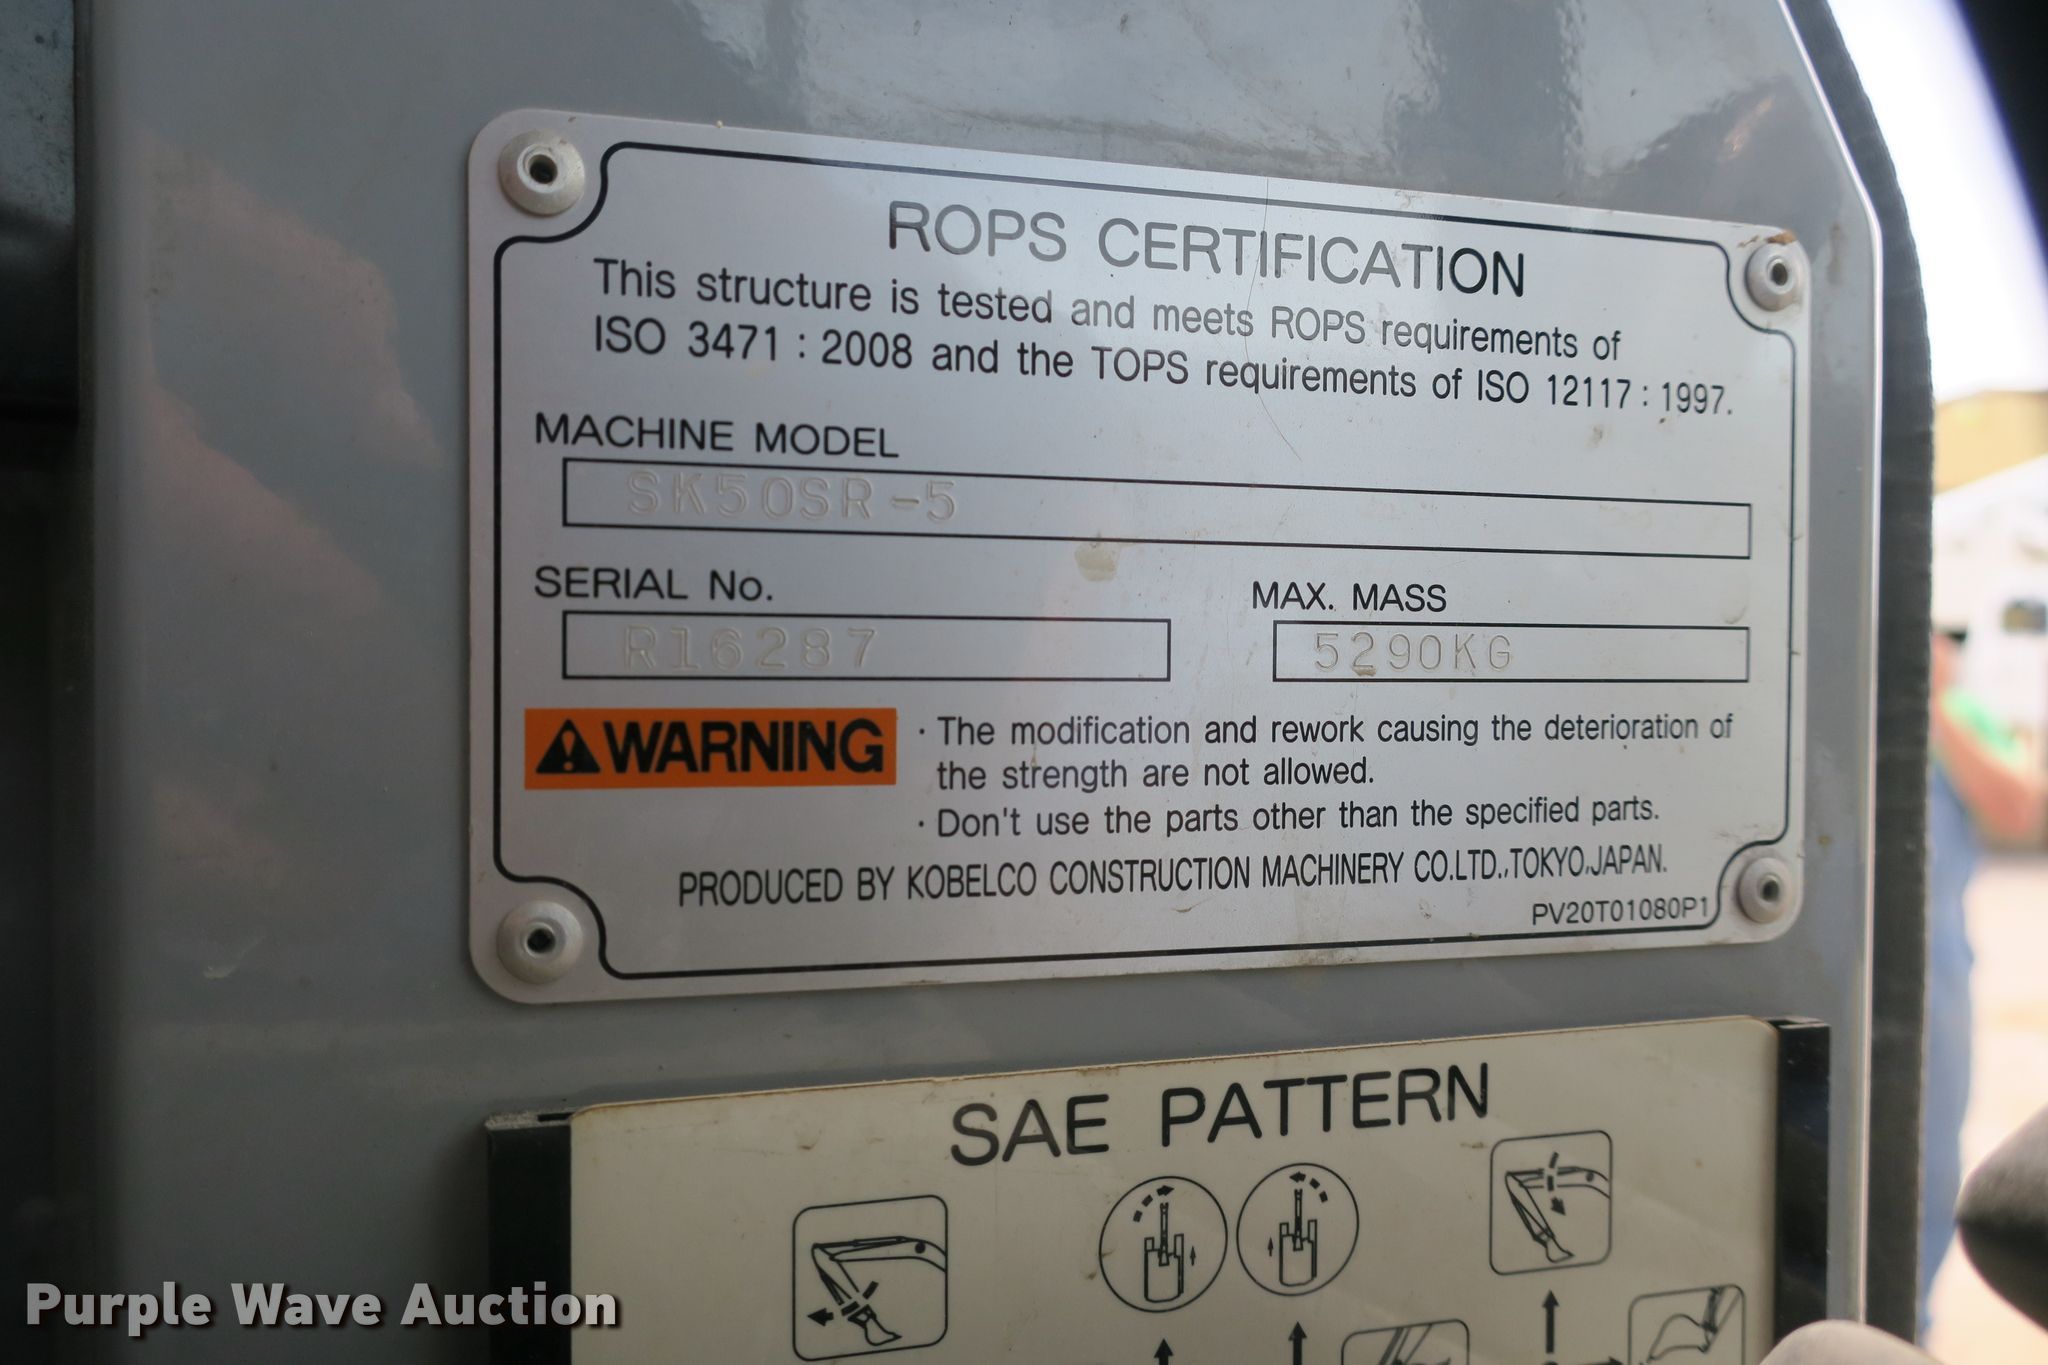 ROPS CERTIFICATION
This structure is tested and meets ROPS requirements of
ISO 3471 : 2008 and the TOPS requirements of ISO 12117 : 1997.
MACHINE MODEL
SK50SR-5
SERIAL No.
R16287
MAX. MASS
5290KG
WARNING
· The modification and rework causing the deterioration of
the strength are not allowed.
· Don't use the parts other than the specified parts.
PRODUCED BY KOBELCO CONSTRUCTION MACHINERY CO.LTD.,TOKYO,JAPAN.
PV20T01080P1
SAE PATTERN
Purple Wave Auction